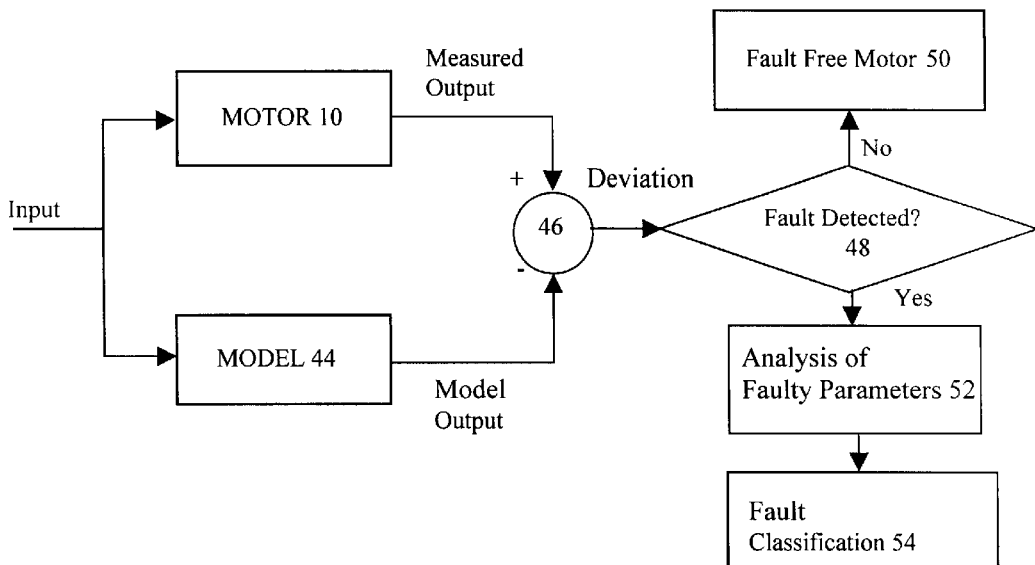 Input
MOTOR 10
MODEL 44
Measured
Output
Model
Output
+
46
-
Deviation
Fault Detected?
48
No
Fault Free Motor 50
Yes
Analysis of
Faulty Parameters 52
Fault
Classification 54